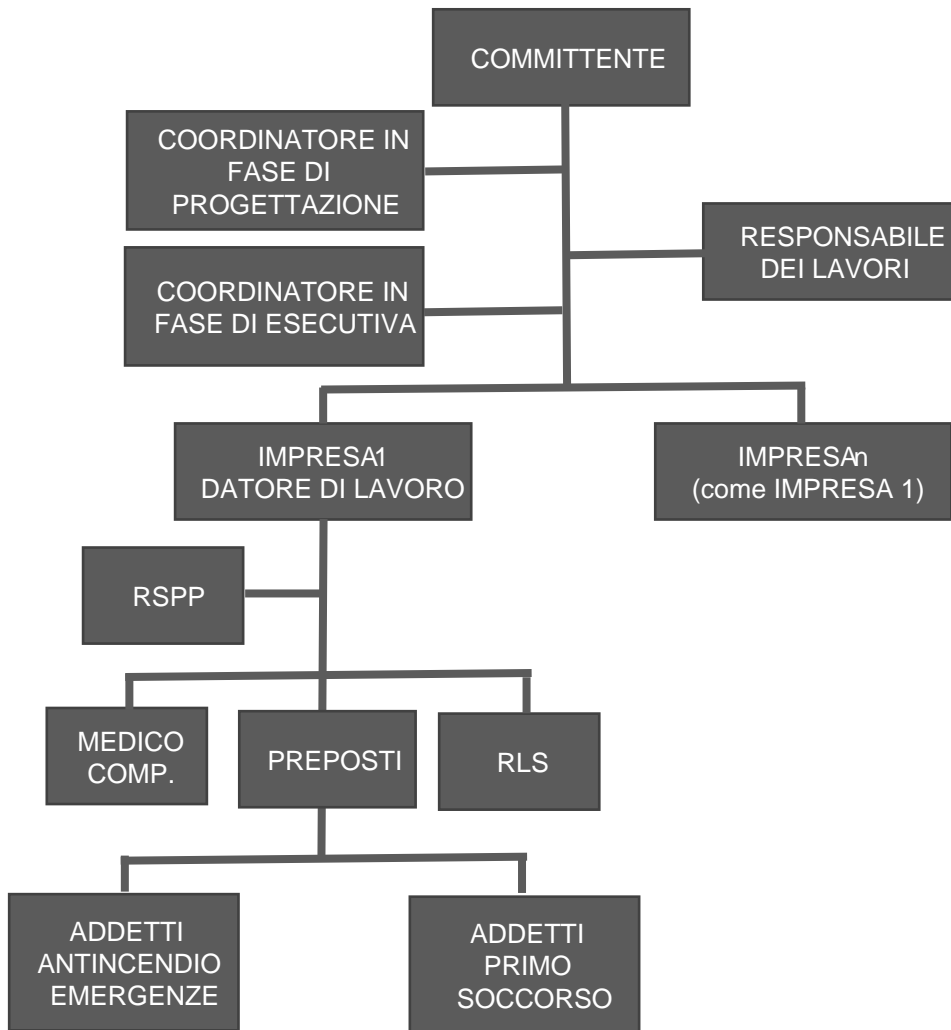 COMMITTENTE
COORDINATORE IN
FASE DI
PROGETTAZIONE
RESPONSABILE
DEI LAVORI
COORDINATORE IN
FASE DI ESECUTIVA
IMPRESA1
DATORE DI LAVORO
IMPRESAn
(come IMPRESA 1)
RSPP
MEDICO
COMP.
PREPOSTI
RLS
ADDETTI
ANTINCENDIO
EMERGENZE
ADDETTI
PRIMO
SOCCORSO